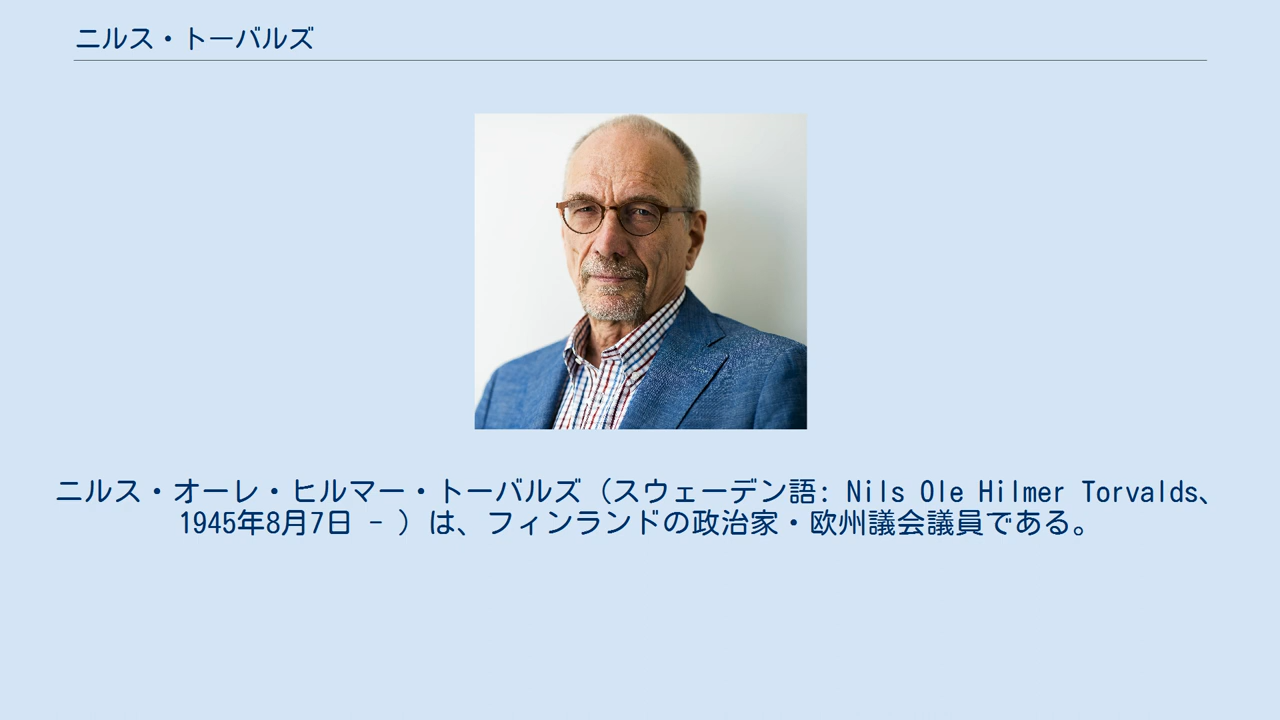 ニルス・トーバルズ
ニルス・オーレ・ヒルマー・トーバルズ（スウェーデン語: Nils Ole Hilmer Torvalds、
1945年8月7日 - ）は、フィンランドの政治家・欧州議会議員である。